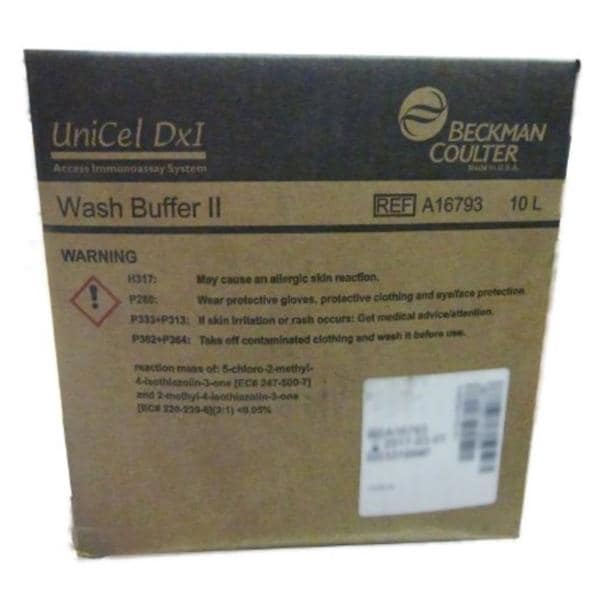 UniCel DxI
Access Immunoassay System
BECKMAN
COULTER
Made in U.S.A.
Wash Buffer II
REF A16793 10 L
WARNING
H317: May cause an allergic skin reaction.
P280: Wear protective gloves, protective clothing and eye/face protection.
P333+P313: If skin irritation or rash occurs: Get medical advice/attention.
P362+P364: Take off contaminated clothing and wash it before use.
reaction mass of: 5-chloro-2-methyl-
4-isothiazolin-3-one [EC# 247-500-7]
and 2-methyl-4-isothiazolin-3-one
[EC# 220-239-6](3:1) <0.05%
A16793